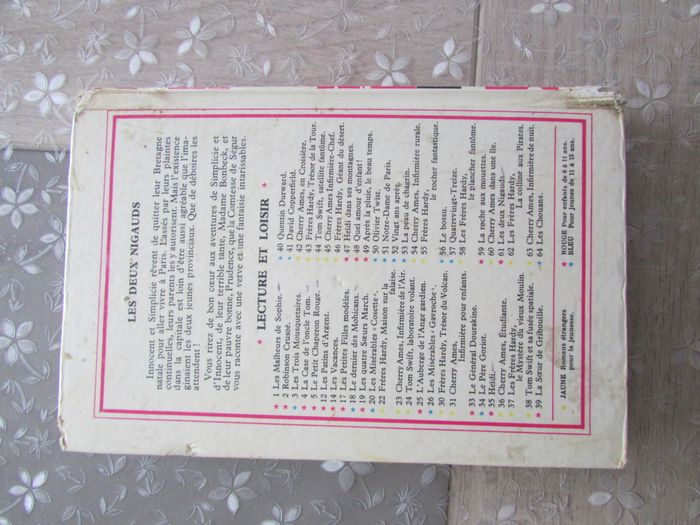 LES DEUX NIGAUDS
Innocent et Simplicie rêvent de quitter leur Bretagne
natale pour aller vivre à Paris. Lassés par leurs plaintes
continuelles, leurs parents les y autorisent. Mais l'existence
dans la capitale est loin d'être aussi agréable que l'ima-
ginaient les deux jeunes provinciaux. Que de déboires les
attendent !
Vous rirez de bon cœur aux aventures de Simplicie et
d'Innocent, de leur terrible tante, Madame Bonbeck, et
de leur pauvre bonne, Prudence, que la Comtesse de Ségur
vous raconte avec une verve et une fantaisie intarissables.
★ LECTURE ET LOISIR ★
★ 1 Les Malheurs de Sophie.
★ 2 Robinson Crusoé.
★ 3 Les Trois Mousquetaires.
★ 4 La Case de l'oncle Tom.
★ 5 Le Petit Chaperon Rouge.
★ 12 Les Patins d'Argent.
★ 14 Les Vacances.
★ 17 Les Petites Filles modèles.
★ 18 Le dernier des Mohicans.
★ 19 Les quatre Sœurs March.
★ 20 Les Misérables « Cosette ».
★ 22 Frères Hardy, Maison sur la
falaise.
★ 23 Cherry Ames, Infirmière de l'Air.
★ 24 Tom Swift, laboratoire volant.
★ 25 L'Auberge de l'Ange gardien.
★ 26 Les Misérables « Gavroche ».
★ 30 Frères Hardy, Trésor du Volcan.
★ 31 Cherry Ames,
Infirmière pour enfants.
★ 33 Le Général Dourakine.
★ 34 Le Père Goriot.
★ 35 Heidi.
★ 36 Cherry Ames, Étudiante.
★ 37 Les Frères Hardy,
le Mystère du vieux Moulin
★ 38 Tom Swift et sa fusée spatiale.
★ 39 La Sœur de Gribouille.
★ 40 Quentin Durward.
★ 41 David Copperfield.
★ 42 Cherry Ames, en Croisière.
★ 43 Frères Hardy, Trésor de la Tour.
★ 44 Tom Swift, satellite fantôme.
★ 45 Cherry Ames Infirmière-Chef.
★ 46 Frères Hardy, Géant du désert.
★ 47 Heidi dans ses montagnes.
★ 48 Quel amour d'enfant !
★ 49 Après la pluie, le beau temps.
★ 50 Olivier Twist.
★ 51 Notre-Dame de Paris.
★ 52 Vingt ans après.
★ 53 La peau de chagrin.
★ 54 Cherry Ames, Infirmière rurale.
★ 55 Frères Hardy,
le rocher fantastique.
★ 56 Le bossu.
★ 57 Quatrevingt-Treize.
★ 58 Les Frères Hardy,
le plancher fantôme.
★ 59 La roche aux mouettes.
★ 60 Cherry Ames dans une île.
★ 61 Les deux Nigauds.
★ 62 Les Frères Hardy,
la colline aux Pirates.
★ 63 Cherry Ames, Infirmière de nuit.
★ 64 Les Chouans.
★ JAUNE Romans étrangers
pour la jeunesse.
★ ROUGE Pour enfants de 6 à 11 ans.
★ BLEU Pour jeunes de 11 à 15 ans.